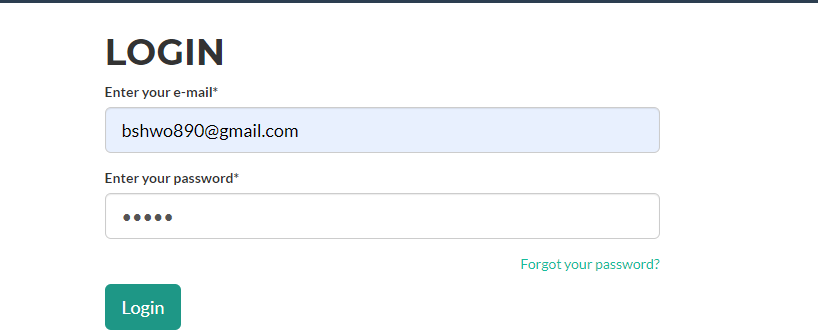 LOGIN
Enter your e-mail*
bshwo890@gmail.com
Enter your password*
•••••
Forgot your password?
Login